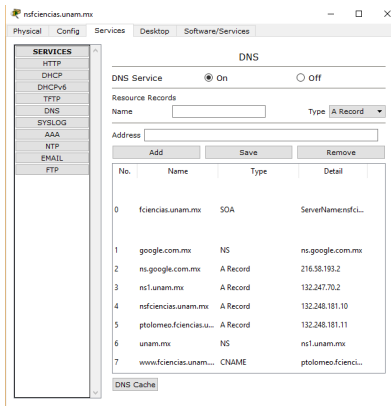 nsfciencias.unam.mx
Physical Config Services Desktop Software/Services
SERVICES
HTTP
DHCP
DHCPv6
TFTP
DNS
SYSLOG
AAA
NTP
EMAIL
FTP
DNS
DNS Service On Off
Resource Records
Name Type A Record
Address
Add Save Remove
No. Name Type Detail
0 fciencias.unam.mx SOA ServerName:nsfci...
1 google.com.mx NS ns.google.com.mx
2 ns.google.com.mx A Record 216.58.193.2
3 ns1.unam.mx A Record 132.247.70.2
4 nsfciencias.unam.mx A Record 132.248.181.10
5 ptolomeo.fciencias.u... A Record 132.248.181.11
6 unam.mx NS ns1.unam.mx
7 www.fciencias.unam.... CNAME ptolomeo.fcienci...
DNS Cache